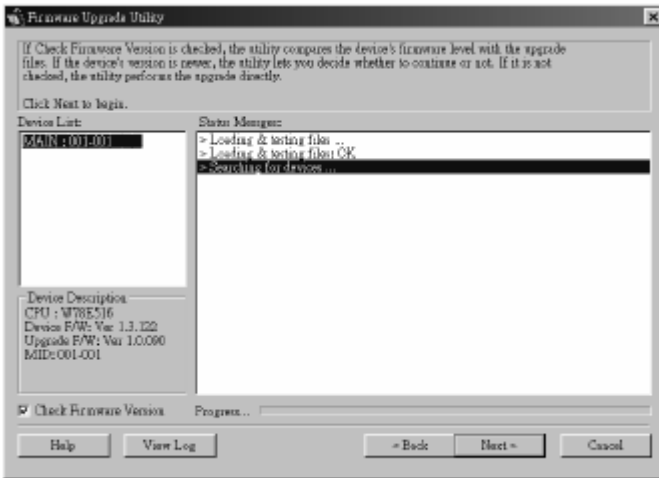 Firmware Upgrade Utility
If Check Firmware Version is checked, the utility compares the device's firmware level with the upgrade
files. If the device's version is newer, the utility lets you decide whether to continue or not. If it is not
checked, the utility performs the upgrade directly.
Click Next to begin.
Device List:
MAIN : 001-001
Status Messages:
> Loading & testing files ...
> Loading & testing files: OK
> Searching for devices ...
Device Description
CPU : W78E516
Device F/W: Ver 1.3.122
Upgrade F/W: Ver 1.0.090
MID: 001-001
Check Firmware Version
Progress...
Help
View Log
< Back
Next >
Cancel